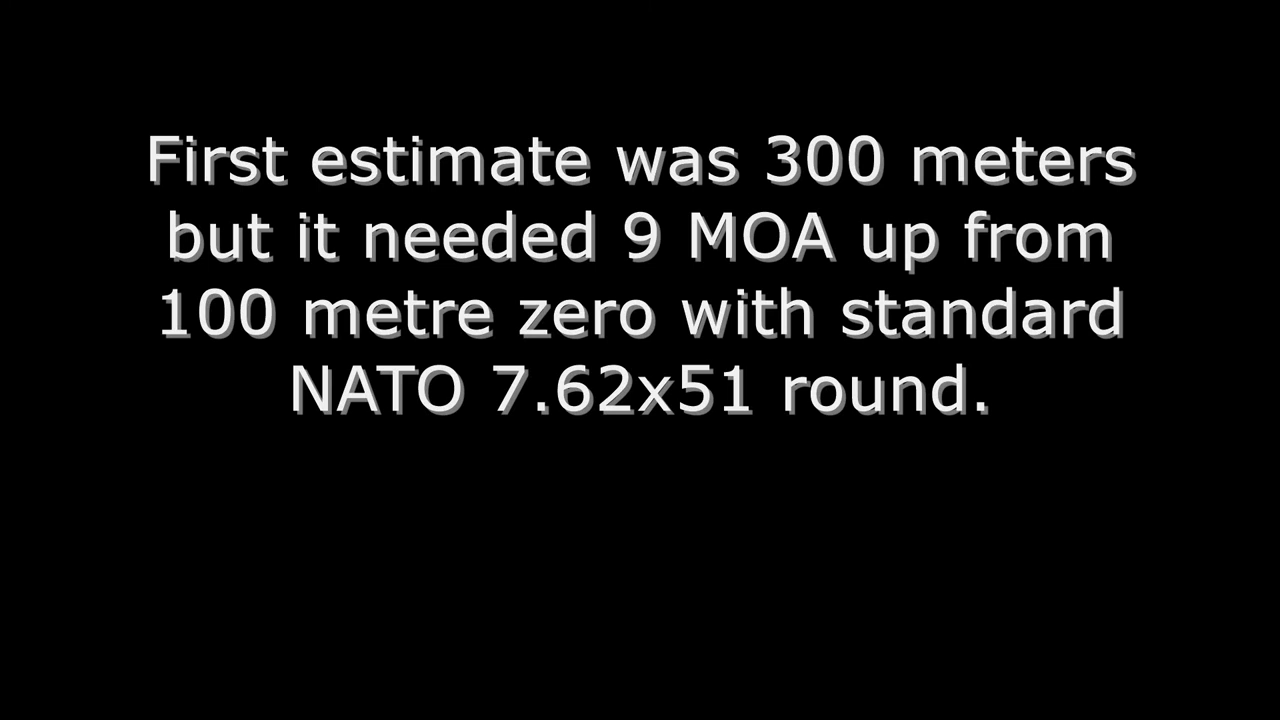 First estimate was 300 meters
but it needed 9 MOA up from
100 metre zero with standard
NATO 7.62x51 round.